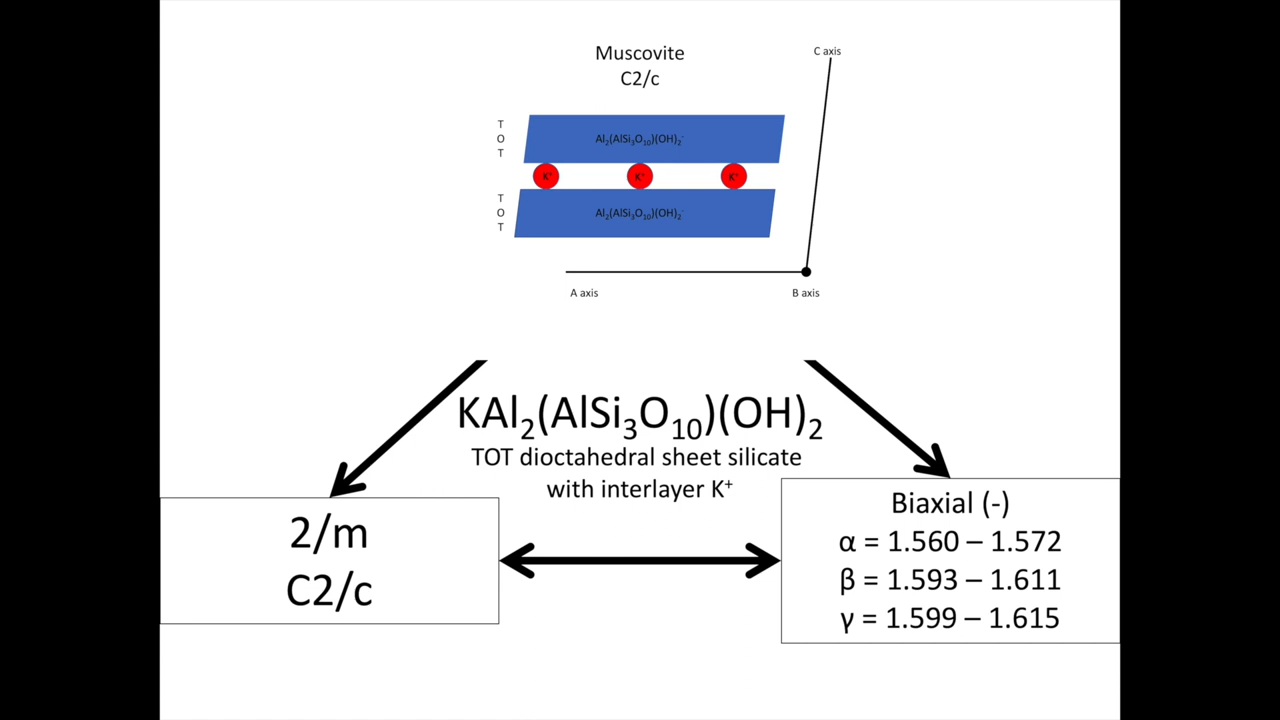 Muscovite
C2/c
C axis
T
O
T
Al₂(AlSi₃O₁₀)(OH)₂⁻
K⁺ K⁺ K⁺
T
O
T
Al₂(AlSi₃O₁₀)(OH)₂⁻
A axis
B axis
KAl₂(AlSi₃O₁₀)(OH)₂
TOT dioctahedral sheet silicate
with interlayer K⁺
2/m
C2/c
Biaxial (-)
α = 1.560 – 1.572
β = 1.593 – 1.611
γ = 1.599 – 1.615